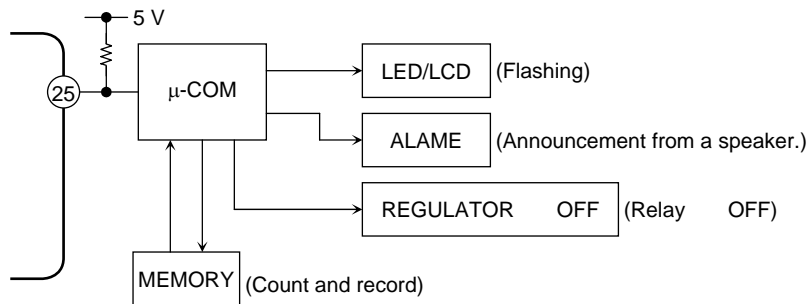 5 V
25
μ-COM
LED/LCD (Flashing)
ALAME (Announcement from a speaker.)
REGULATOR OFF (Relay OFF)
MEMORY (Count and record)